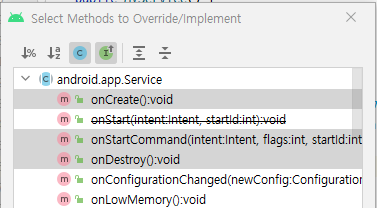 Select Methods to Override/Implement
android.app.Service
onCreate():void
onStart(intent:Intent, startId:int):void
onStartCommand(intent:Intent, flags:int, startId:int
onDestroy():void
onConfigurationChanged(newConfig:Configuration
onLowMemory():void